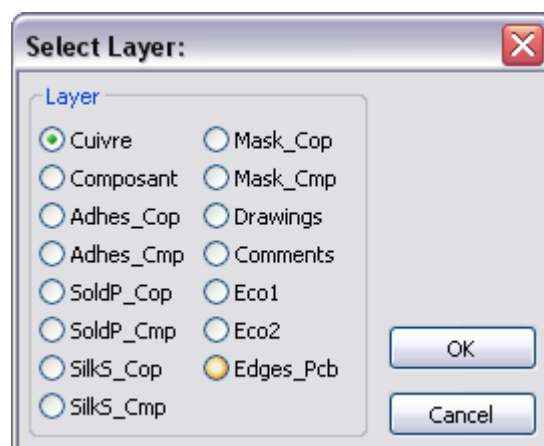 Select Layer:
Layer
Cuivre
Composant
Adhes_Cop
Adhes_Cmp
SoldP_Cop
SoldP_Cmp
SilkS_Cop
SilkS_Cmp
Mask_Cop
Mask_Cmp
Drawings
Comments
Eco1
Eco2
Edges_Pcb
OK
Cancel